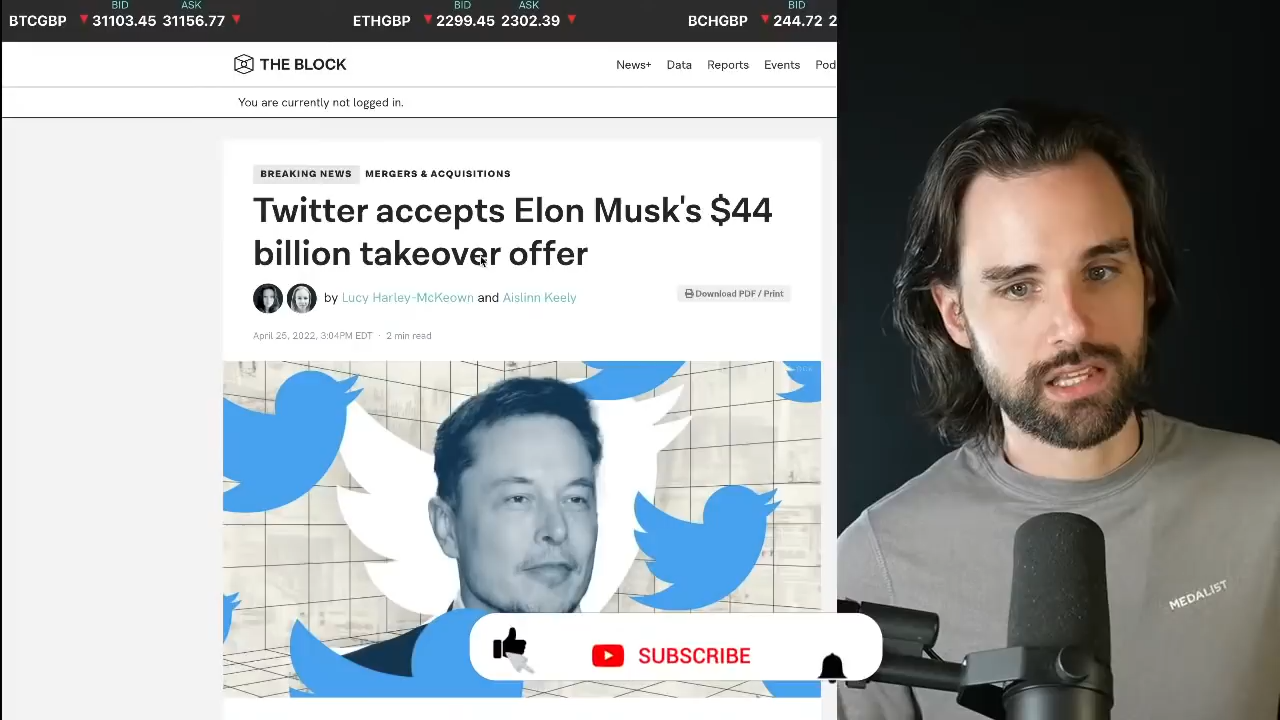 BID ASK BID ASK BID
BTCGBP 31103.45 31156.77 ETHGBP 2299.45 2302.39 BCHGBP 244.72 2
THE BLOCK News+ Data Reports Events Pod
You are currently not logged in.
BREAKING NEWS MERGERS & ACQUISITIONS
Twitter accepts Elon Musk's $44
billion takeover offer
by Lucy Harley-McKeown and Aislinn Keely
Download PDF / Print
April 25, 2022, 3:04PM EDT · 2 min read
SUBSCRIBE
MEDALIST